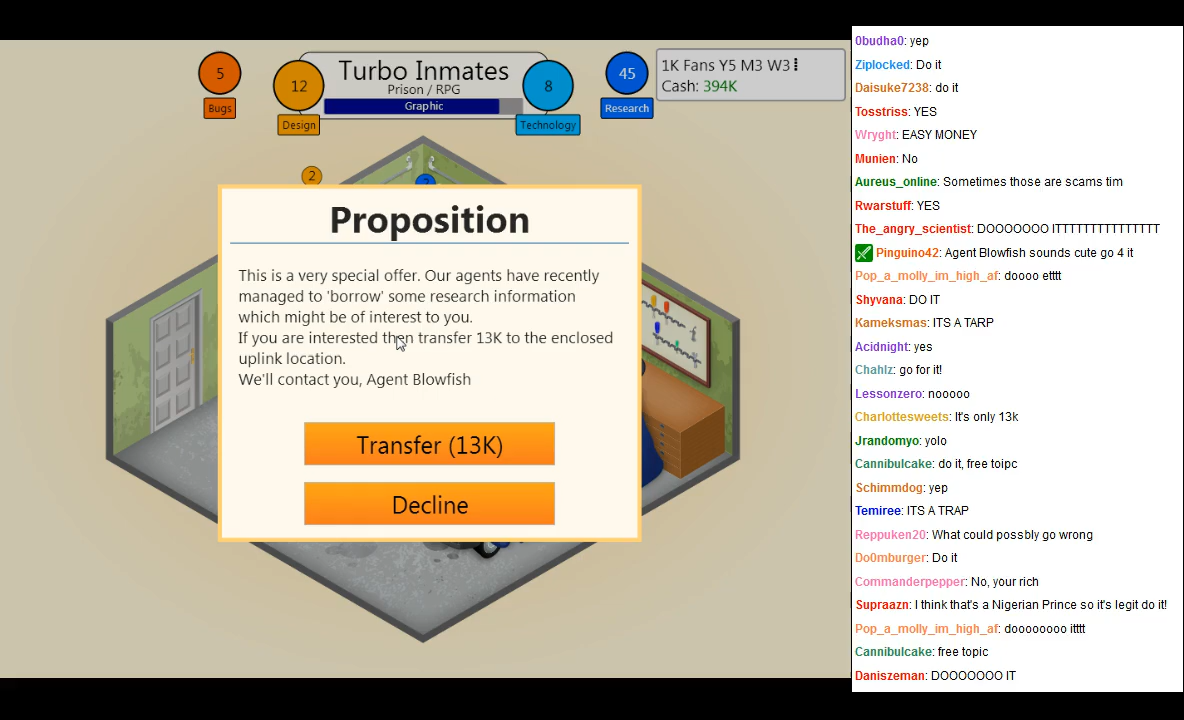 5
Bugs
12
Design
Turbo Inmates
Prison / RPG
Graphic
8
Technology
45
Research
1K Fans Y5 M3 W3
Cash: 394K
2
2
Proposition
This is a very special offer. Our agents have recently
managed to 'borrow' some research information
which might be of interest to you.
If you are interested then transfer 13K to the enclosed
uplink location.
We'll contact you, Agent Blowfish
Transfer (13K)
Decline
0budha0: yep
Ziplocked: Do it
Daisuke7238: do it
Tosstriss: YES
Wryght: EASY MONEY
Munien: No
Aureus_online: Sometimes those are scams tim
Rwarstuff: YES
The_angry_scientist: DOOOOOOO ITTTTTTTTTTTTTTT
Pinguino42: Agent Blowfish sounds cute go 4 it
Pop_a_molly_im_high_af: doooo etttt
Shyvana: DO IT
Kameksmas: ITS A TARP
Acidnight: yes
Chahlz: go for it!
Lessonzero: nooooo
Charlottesweets: It's only 13k
Jrandomyo: yolo
Cannibulcake: do it, free toipc
Schimmdog: yep
Temiree: ITS A TRAP
Reppuken20: What could possbly go wrong
Do0mburger: Do it
Commanderpepper: No, your rich
Supraazn: I think that's a Nigerian Prince so it's legit do it!
Pop_a_molly_im_high_af: doooooooo itttt
Cannibulcake: free topic
Daniszeman: DOOOOOOO IT